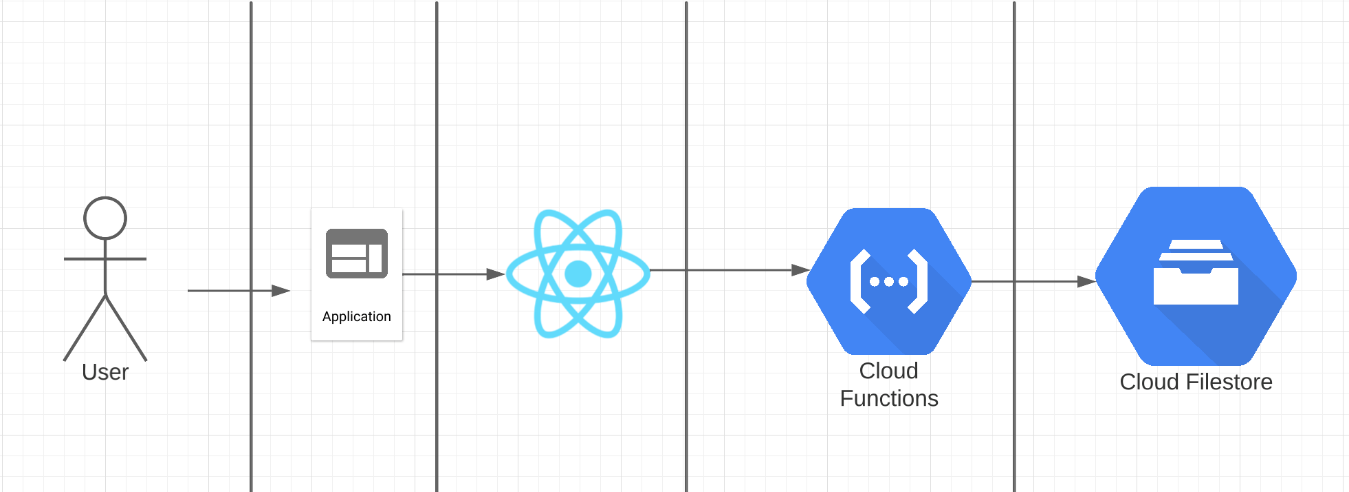 User
Application
Cloud
Functions
Cloud Filestore